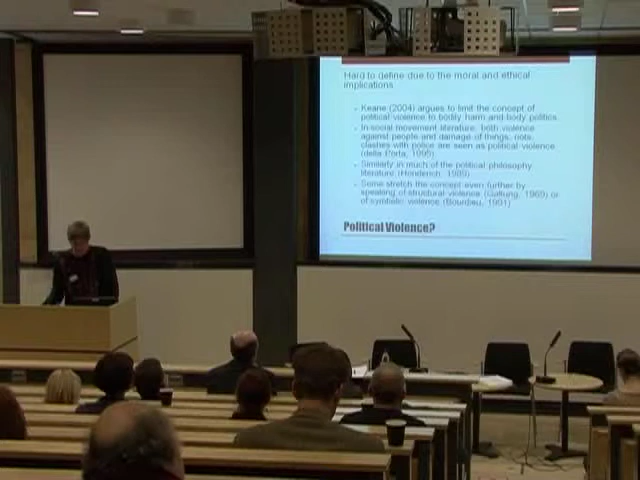 Hard to define due to the moral and ethical
implications
- Keane (2004) argues to limit the concept of
political violence to bodily harm and body politics.
- In social movement literature, both violence
against people and damage of things, riots,
clashes with police are seen as political violence
(della Porta, 1995)
- Similarly in much of the political philosophy
literature (Honderich, 1989)
- Some stretch the concept even further by
speaking of structural violence (Galtung, 1969) or
of symbolic violence (Bourdieu, 1991)
Political Violence?